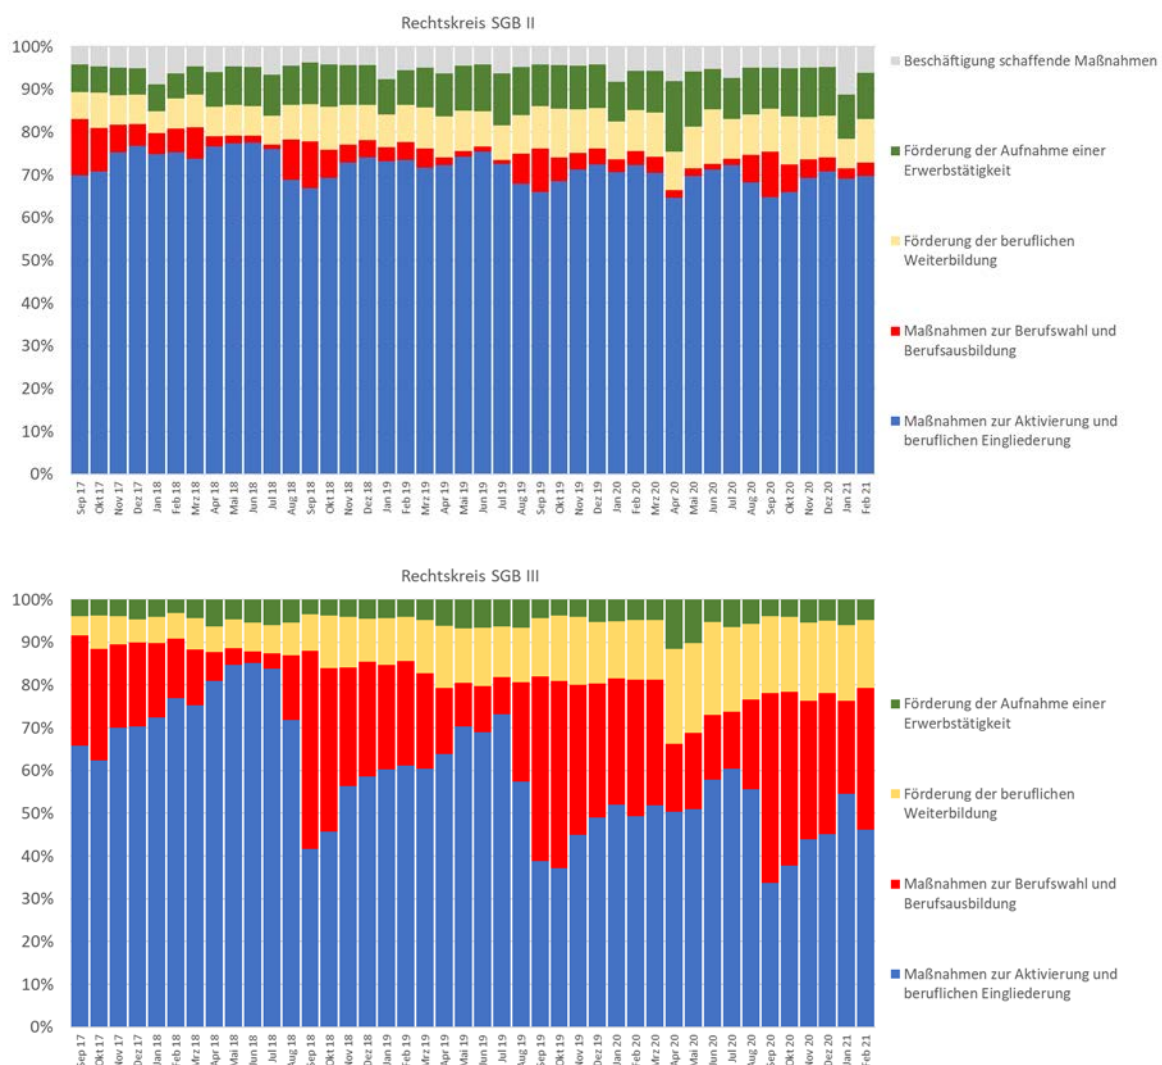 Rechtskreis SGB II
100%
90%
80%
70%
60%
50%
40%
30%
20%
10%
0%
Sep 17
Okt 17
Nov 17
Dez 17
Jan 18
Feb 18
Mrz 18
Apr 18
Mai 18
Jun 18
Jul 18
Aug 18
Sep 18
Okt 18
Nov 18
Dez 18
Jan 19
Feb 19
Mrz 19
Apr 19
Mai 19
Jun 19
Jul 19
Aug 19
Sep 19
Okt 19
Nov 19
Dez 19
Jan 20
Feb 20
Mrz 20
Apr 20
Mai 20
Jun 20
Jul 20
Aug 20
Sep 20
Okt 20
Nov 20
Dez 20
Jan 21
Feb 21
Beschäftigung schaffende Maßnahmen
Förderung der Aufnahme einer
Erwerbstätigkeit
Förderung der beruflichen
Weiterbildung
Maßnahmen zur Berufswahl und
Berufsausbildung
Maßnahmen zur Aktivierung und
beruflichen Eingliederung
Rechtskreis SGB III
100%
90%
80%
70%
60%
50%
40%
30%
20%
10%
0%
Sep 17
Okt 17
Nov 17
Dez 17
Jan 18
Feb 18
Mrz 18
Apr 18
Mai 18
Jun 18
Jul 18
Aug 18
Sep 18
Okt 18
Nov 18
Dez 18
Jan 19
Feb 19
Mrz 19
Apr 19
Mai 19
Jun 19
Jul 19
Aug 19
Sep 19
Okt 19
Nov 19
Dez 19
Jan 20
Feb 20
Mrz 20
Apr 20
Mai 20
Jun 20
Jul 20
Aug 20
Sep 20
Okt 20
Nov 20
Dez 20
Jan 21
Feb 21
Förderung der Aufnahme einer
Erwerbstätigkeit
Förderung der beruflichen
Weiterbildung
Maßnahmen zur Berufswahl und
Berufsausbildung
Maßnahmen zur Aktivierung und
beruflichen Eingliederung